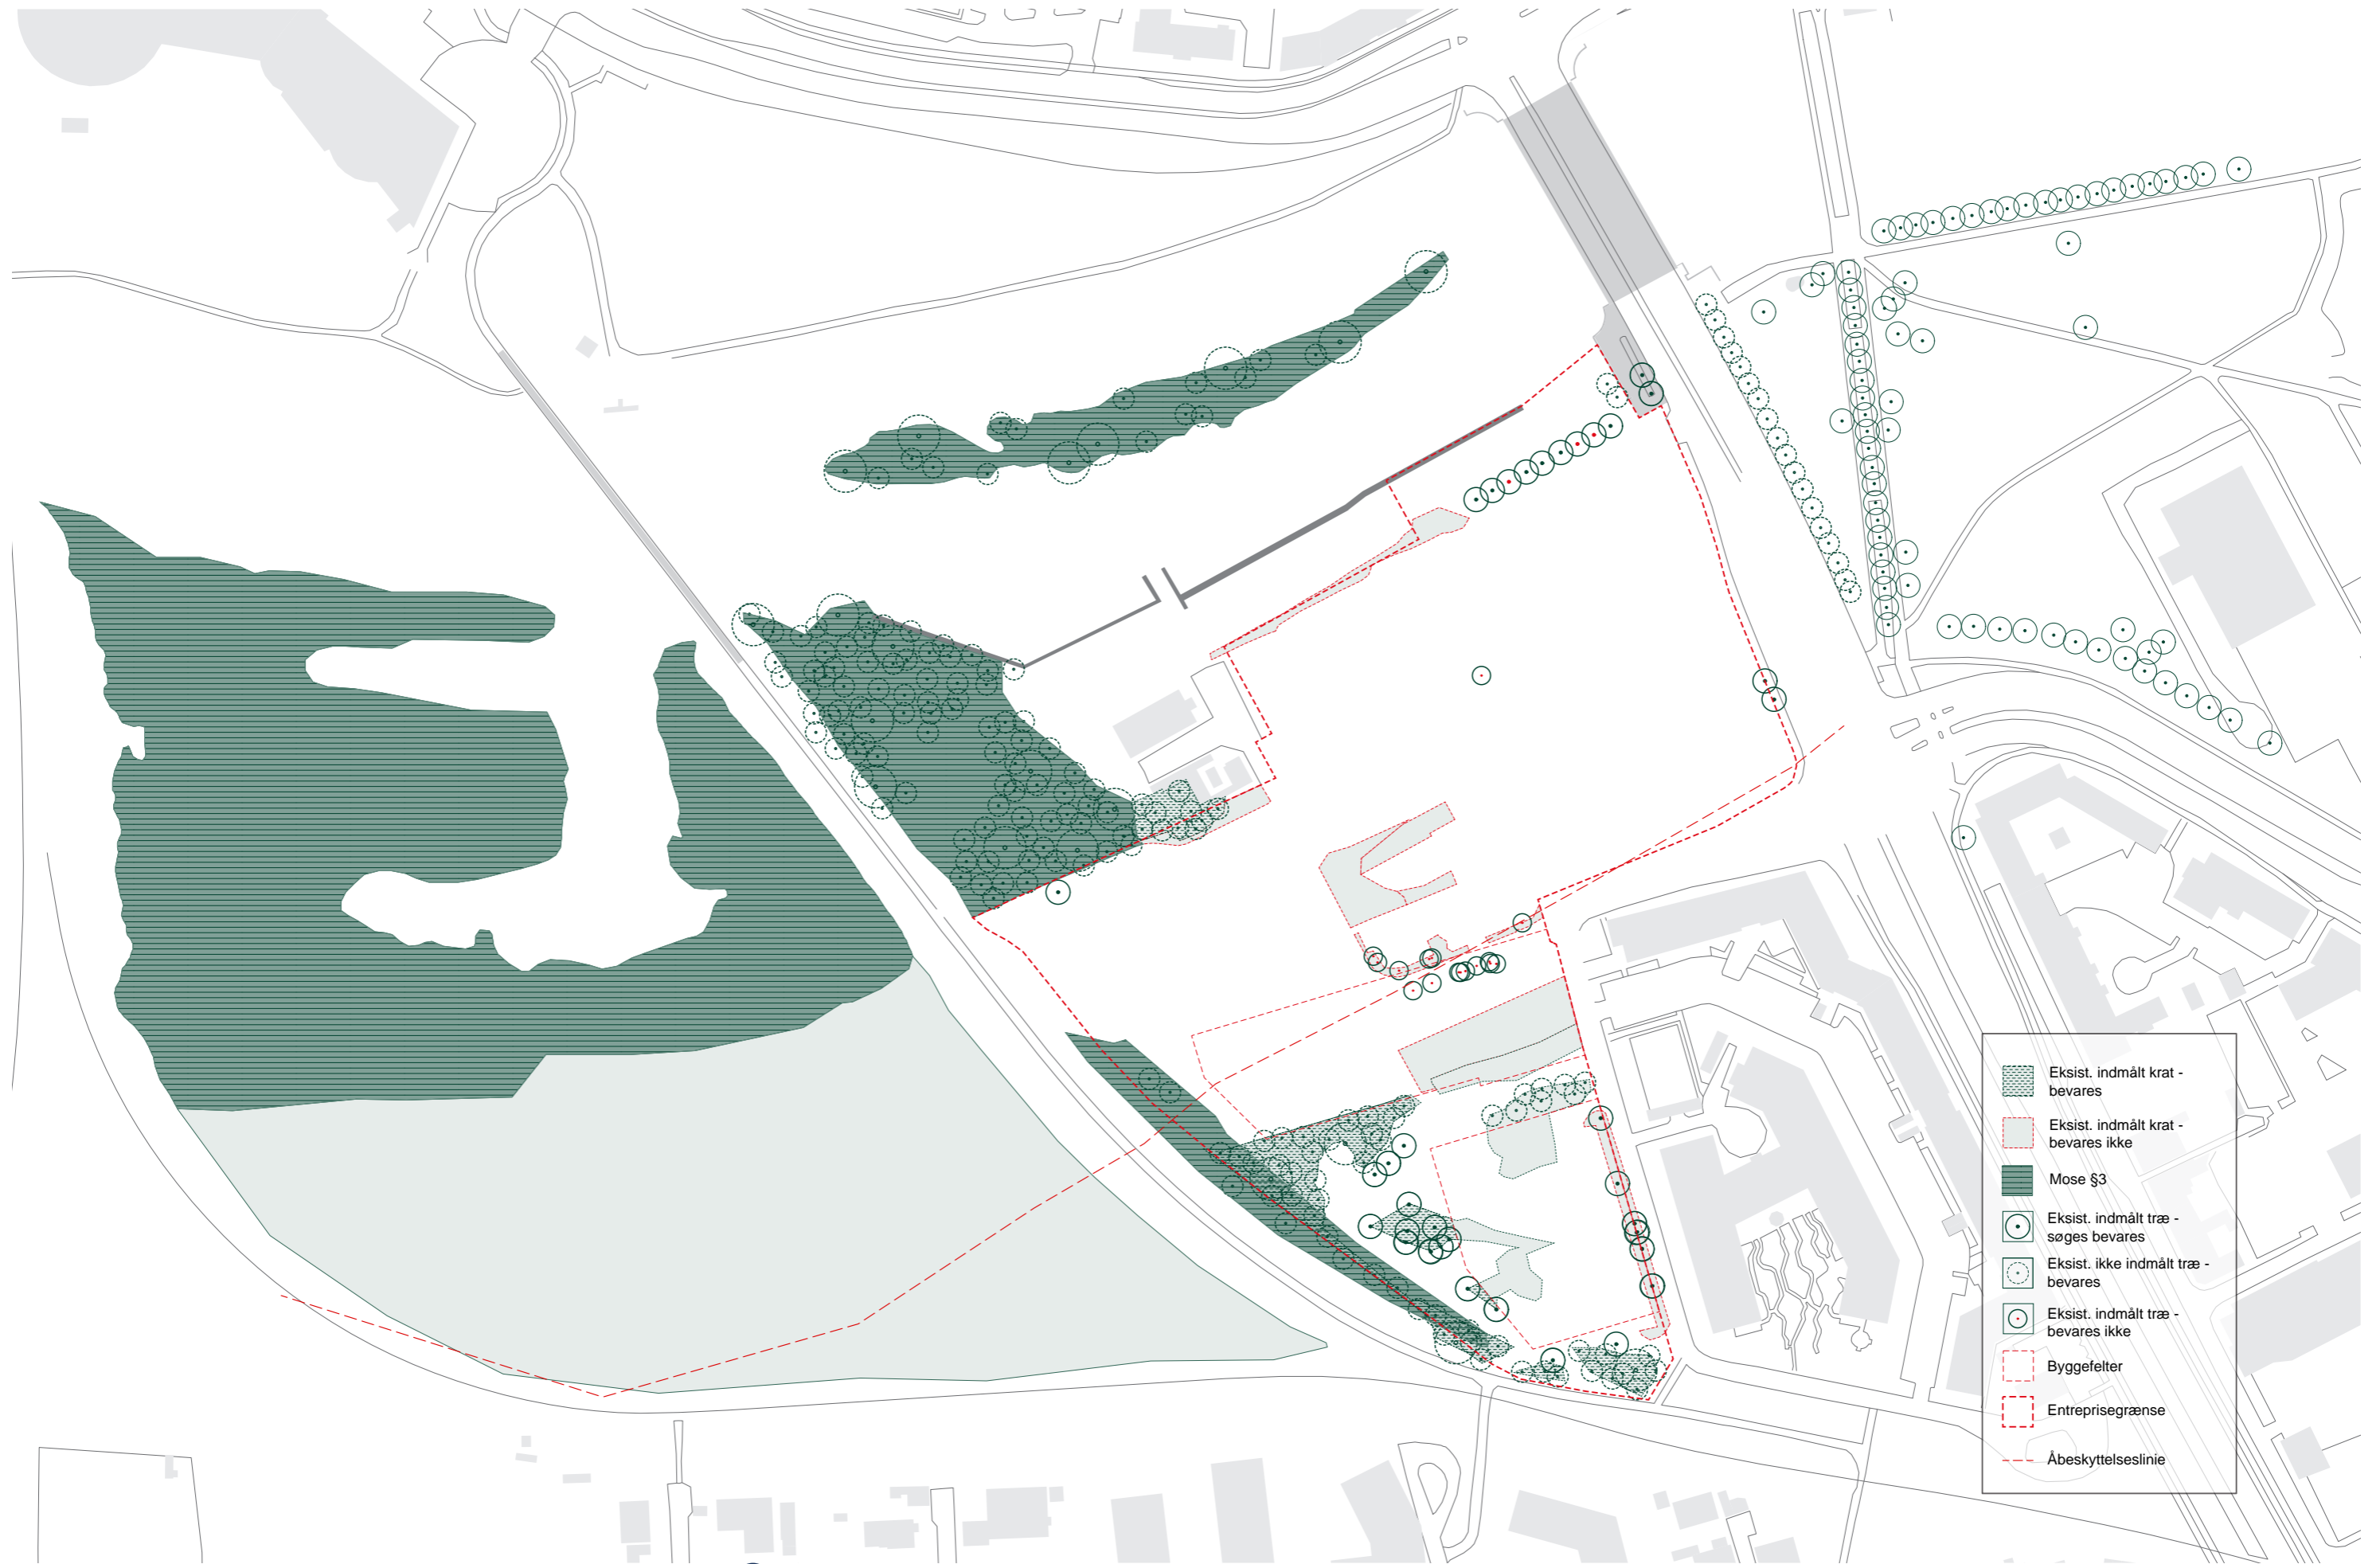 Eksist. indmålt krat -
bevares
Eksist. indmålt krat -
bevares ikke
Mose §3
Eksist. indmålt træ -
søges bevares
Eksist. ikke indmålt træ -
bevares
Eksist. indmålt træ -
bevares ikke
Byggefelter
Entreprisegrænse
Åbeskyttelseslinie